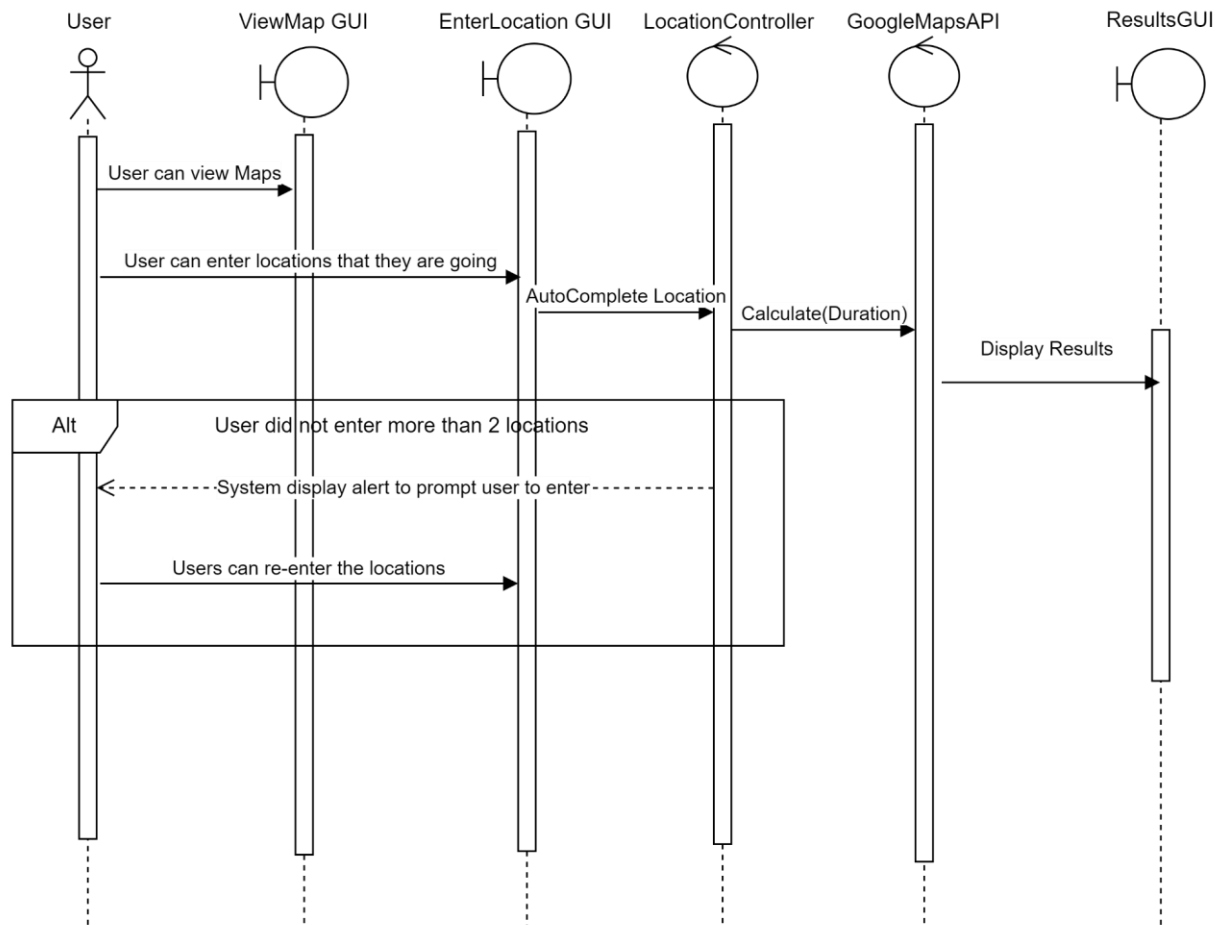 User
ViewMap GUI
EnterLocation GUI
LocationController
GoogleMapsAPI
ResultsGUI
User can view Maps
User can enter locations that they are going
AutoComplete Location
Calculate(Duration)
Display Results
Alt
User did not enter more than 2 locations
System display alert to prompt user to enter
Users can re-enter the locations